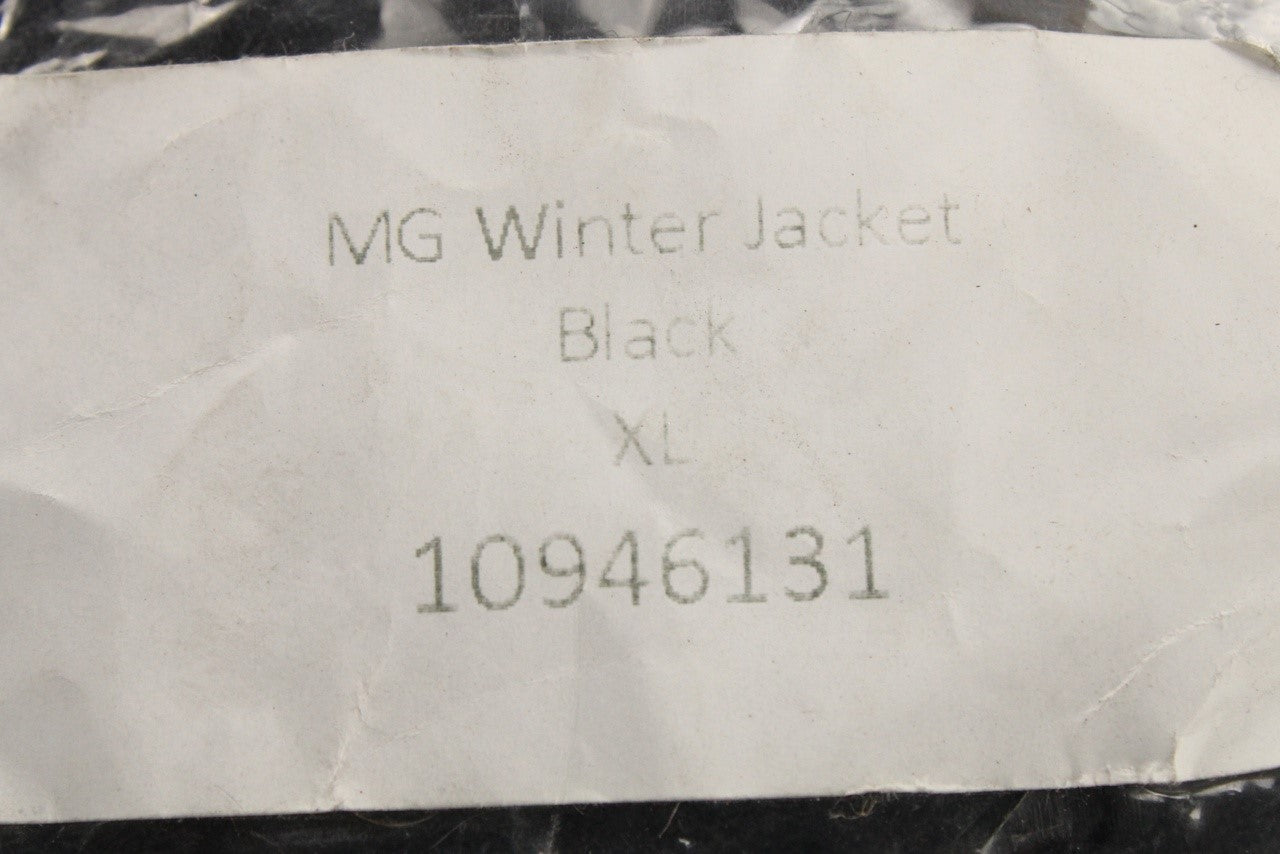 MG Winter Jacket
Black
XL
10946131